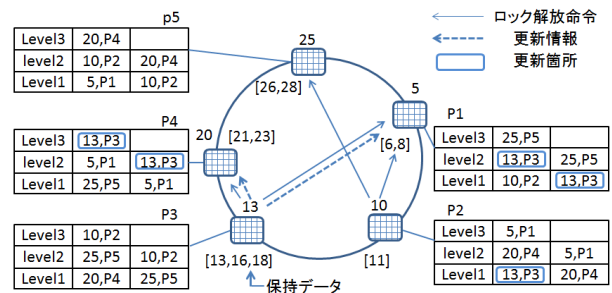 p5
Level3 20,P4
level2 10,P2 20,P4
Level1 5,P1 10,P2
25
[26,28]
ロック解放命令
更新情報
更新箇所
P4
Level3 13,P3
level2 5,P1 13,P3
Level1 25,P5 5,P1
20
[21,23]
5
[6,8]
P1
Level3 25,P5
level2 13,P3 25,P5
Level1 10,P2 13,P3
P3
Level3 10,P2
level2 25,P5 10,P2
Level1 20,P4 25,P5
13
[13,16,18]
保持データ
10
[11]
P2
Level3 5,P1
level2 20,P4 5,P1
Level1 13,P3 20,P4